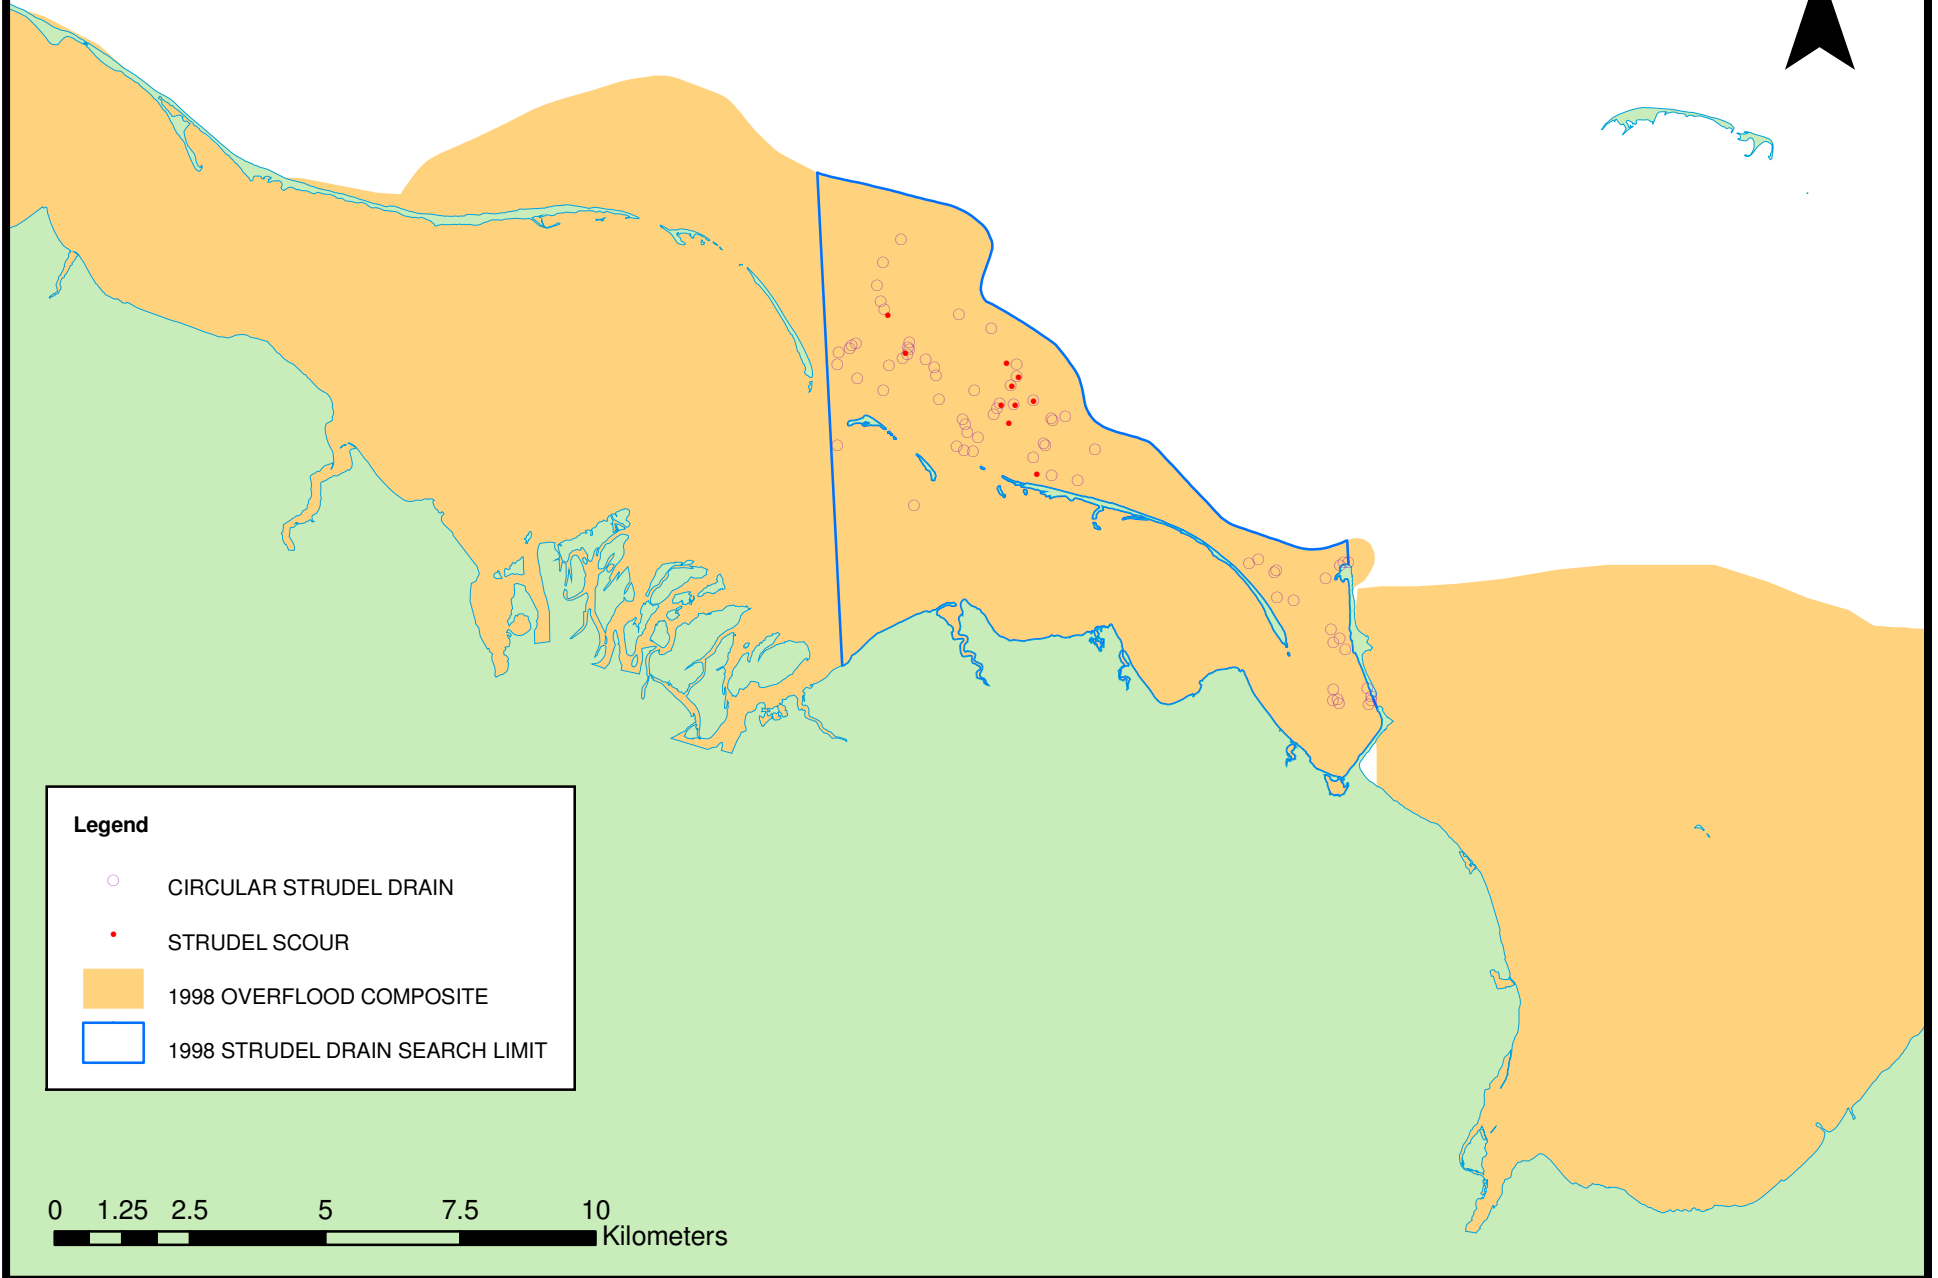 Legend
CIRCULAR STRUDEL DRAIN
STRUDEL SCOUR
1998 OVERFLOOD COMPOSITE
1998 STRUDEL DRAIN SEARCH LIMIT
0 1.25 2.5 5 7.5 10
Kilometers